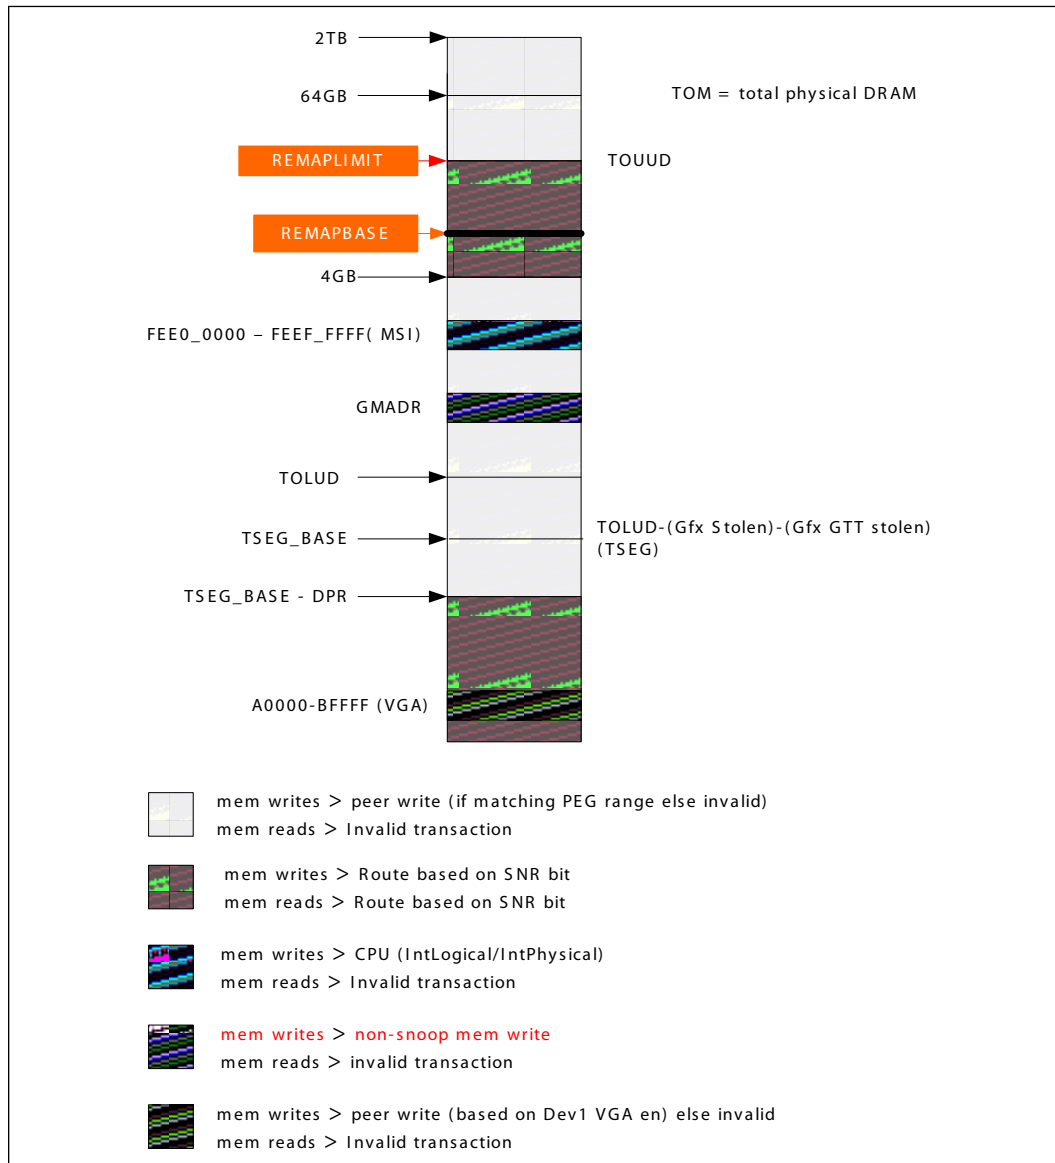 2TB
64GB
TOM = total physical DRAM
REMAPLIMIT
TOUUD
REMAPBASE
4GB
FEE0_0000 – FEEF_FFFF( MSI)
GMADR
TOLUD
TSEG_BASE
TOLUD-(Gfx Stolen)-(Gfx GTT stolen)
(TSEG)
TSEG_BASE - DPR
A0000-BFFFF (VGA)
mem writes > peer write (if matching PEG range else invalid)
mem reads > Invalid transaction
mem writes > Route based on SNR bit
mem reads > Route based on SNR bit
mem writes > CPU (IntLogical/IntPhysical)
mem reads > Invalid transaction
mem writes > non-snoop mem write
mem reads > invalid transaction
mem writes > peer write (based on Dev1 VGA en) else invalid
mem reads > Invalid transaction